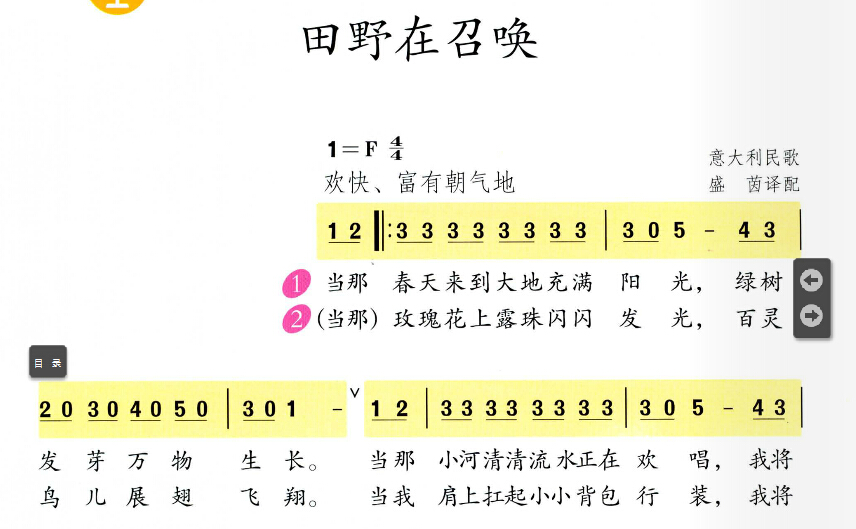 田野在召唤
1=F 4/4
意大利民歌
欢快、富有朝气地
盛 茵译配
1 2 ‖: 3 3 3 3 3 3 3 3 | 3 0 5 - 4 3 |
1 当那 春天来到大地充满 阳 光， 绿树
2 (当那) 玫瑰花上露珠闪闪 发 光， 百灵
目 录
2 0 3 0 4 0 5 0 | 3 0 1 - ∨ 1 2 | 3 3 3 3 3 3 3 3 | 3 0 5 - 4 3 |
发 芽 万 物 生 长。 当那 小河清清流水正在 欢 唱， 我将
鸟 儿 展 翅 飞 翔。 当我 肩上扛起小小背包 行 装， 我将